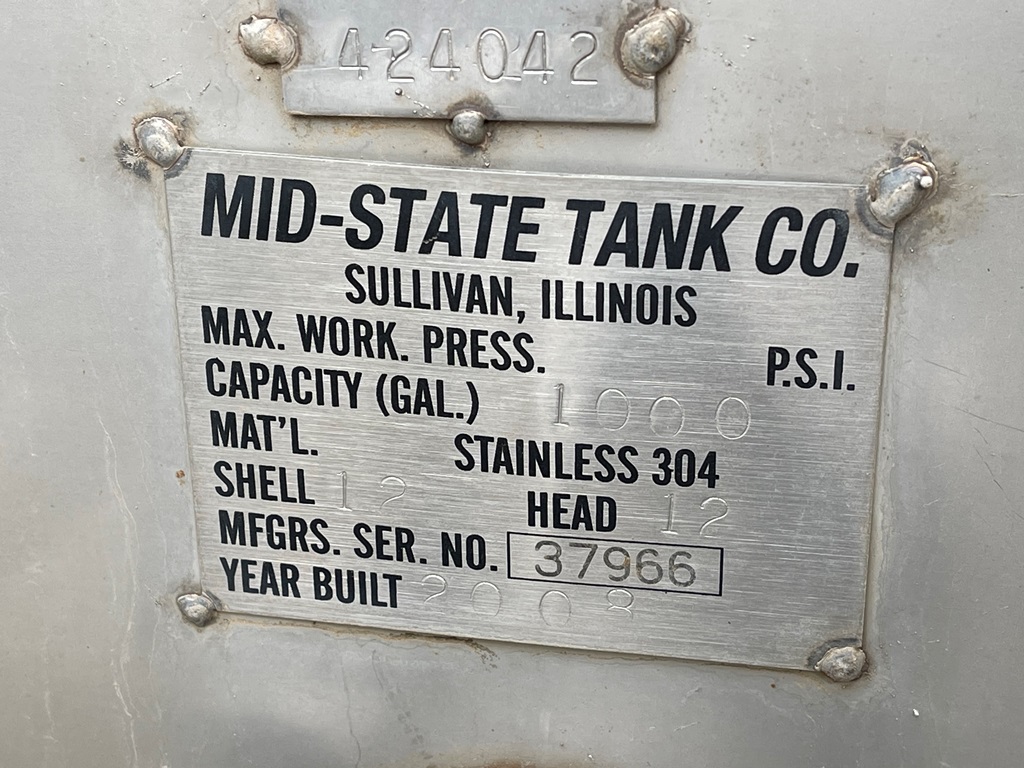 424042
MID-STATE TANK CO.
SULLIVAN, ILLINOIS
MAX. WORK. PRESS. P.S.I.
CAPACITY (GAL.) 1000
MAT'L. STAINLESS 304
SHELL 12 HEAD 12
MFGRS. SER. NO. 37966
YEAR BUILT 2008